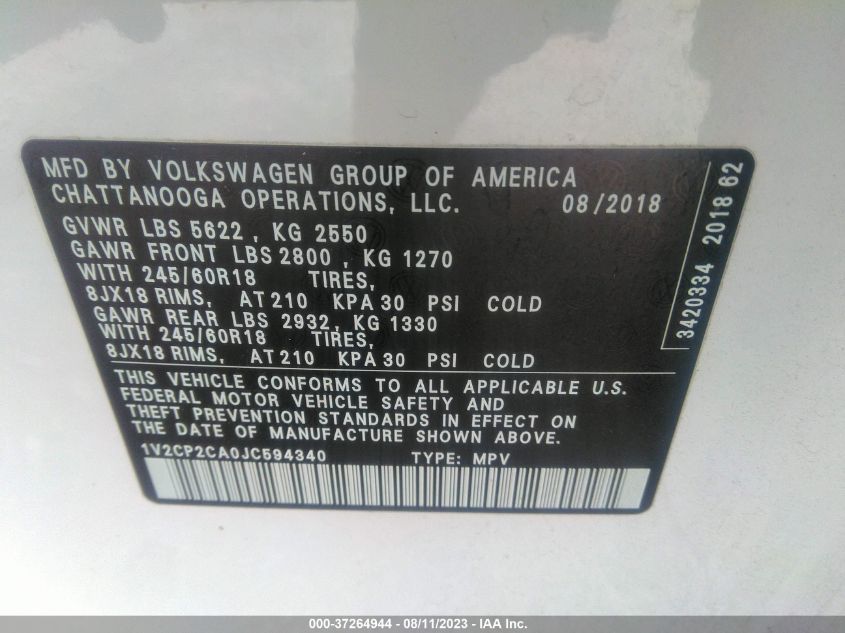 MFD BY VOLKSWAGEN GROUP OF AMERICA
CHATTANOOGA OPERATIONS, LLC. 08/2018
GVWR LBS 5622 , KG 2550
GAWR FRONT LBS 2800 , KG 1270
WITH 245/60R18 TIRES,
8JX18 RIMS, AT 210 KPA 30 PSI COLD
GAWR REAR LBS 2932, KG 1330
WITH 245/60R18 TIRES,
8JX18 RIMS, AT 210 KPA 30 PSI COLD
THIS VEHICLE CONFORMS TO ALL APPLICABLE U.S.
FEDERAL MOTOR VEHICLE SAFETY AND
THEFT PREVENTION STANDARDS IN EFFECT ON
THE DATE OF MANUFACTURE SHOWN ABOVE.
1V2CP2CA0JC594340 TYPE: MPV
3420334 2018 62
000-37264944 - 08/11/2023 - IAA Inc.